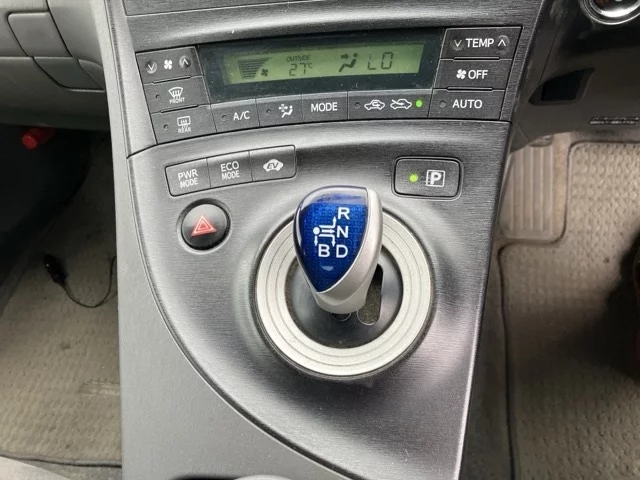 TEMP
OUTSIDE
27℃
LO
OFF
FRONT
REAR
A/C
MODE
AUTO
PWR
MODE
ECO
MODE
EV
P
R
N
B D